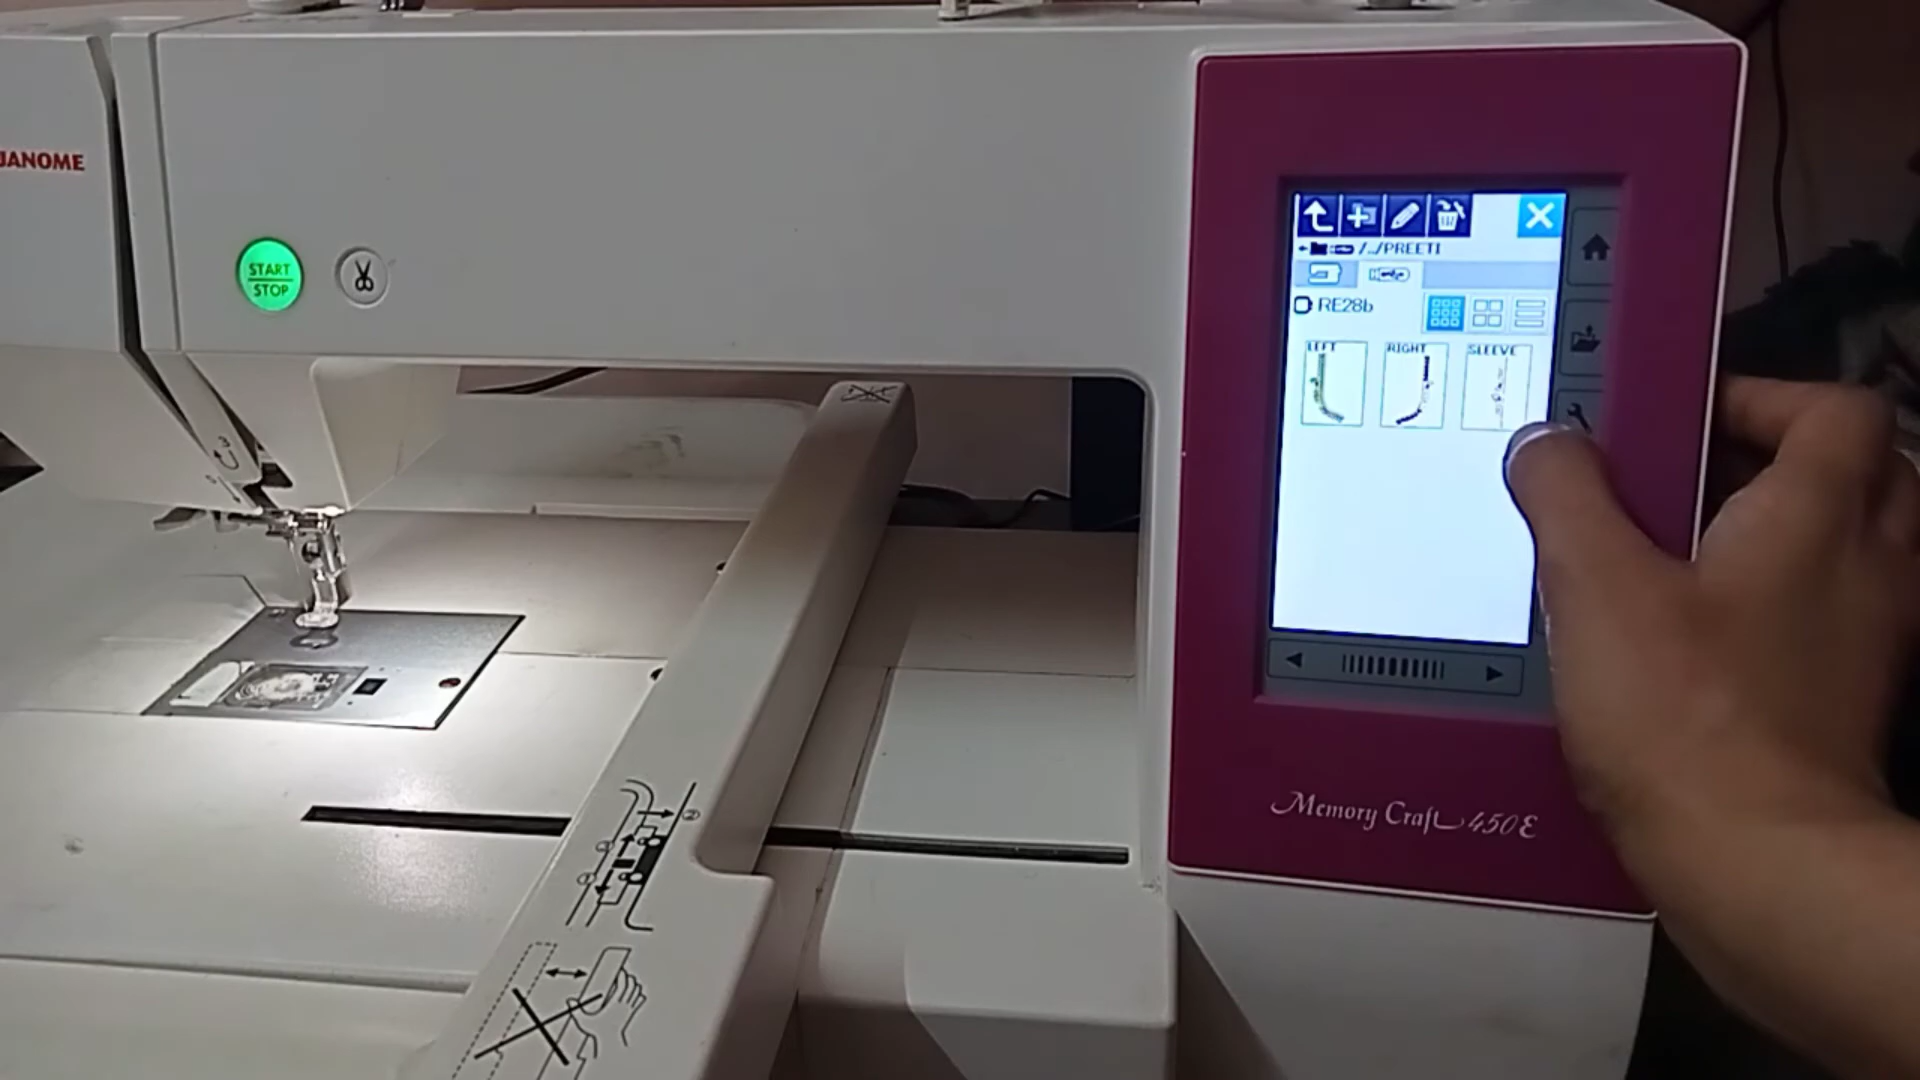 JANOME
START
STOP
/../PREETI
RE28b
LEFT
RIGHT
SLEEVE
Memory Craft 450E